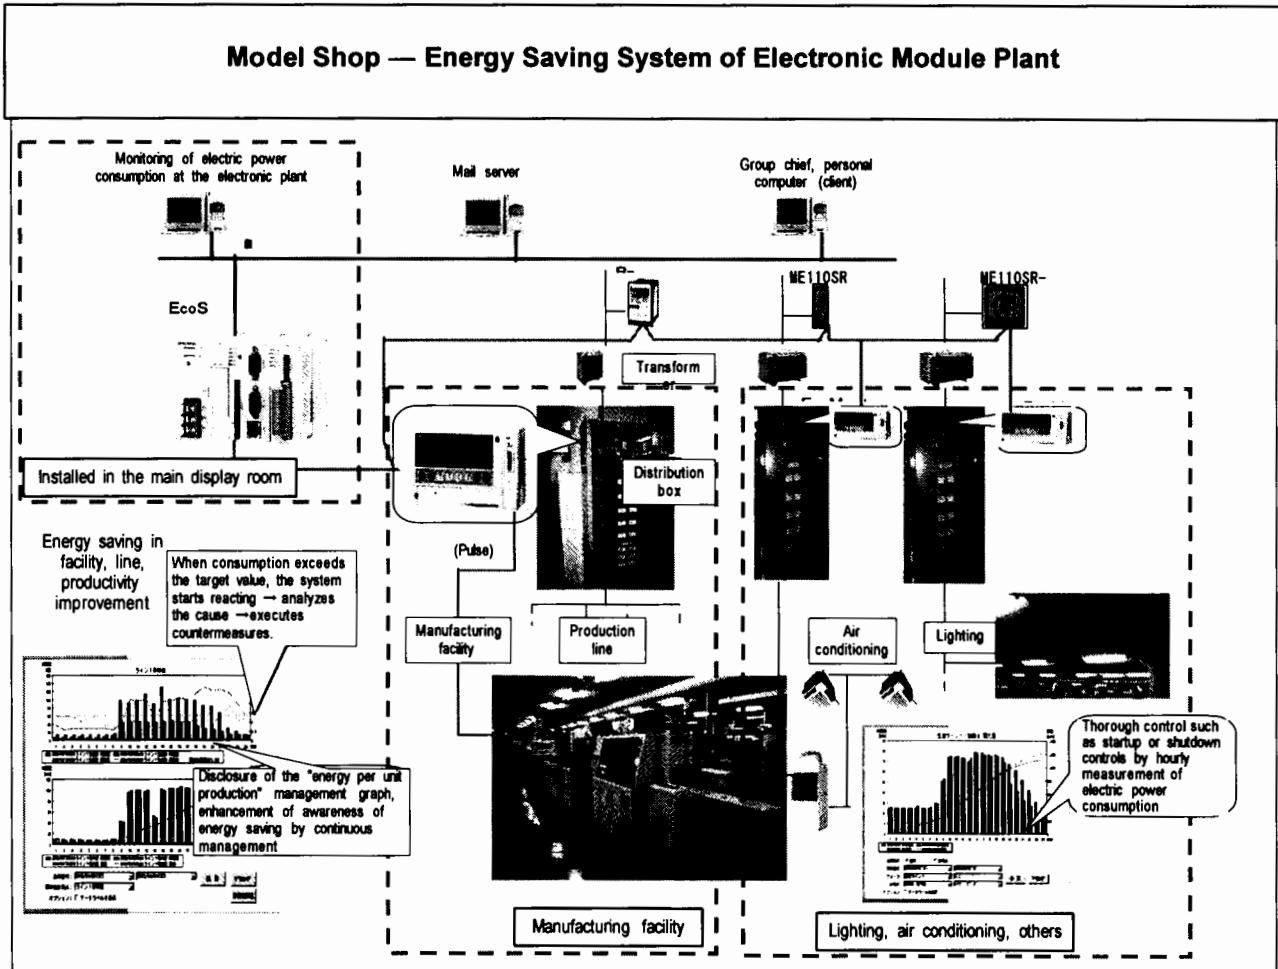 Model Shop — Energy Saving System of Electronic Module Plant
Monitoring of electric power
consumption at the electronic plant
Mail server
Group chief, personal
computer (client)
ME110SR
ME110SR-
EcoS
Transform
er
Installed in the main display room
Distribution
box
(Pulse)
Energy saving in
facility, line,
productivity
improvement
When consumption exceeds
the target value, the system
starts reacting → analyzes
the cause →executes
countermeasures.
Manufacturing
facility
Production
line
Air
conditioning
Lighting
Disclosure of the "energy per unit
production" management graph,
enhancement of awareness of
energy saving by continuous
management
Thorough control such
as startup or shutdown
controls by hourly
measurement of
electric power
consumption
Manufacturing facility
Lighting, air conditioning, others